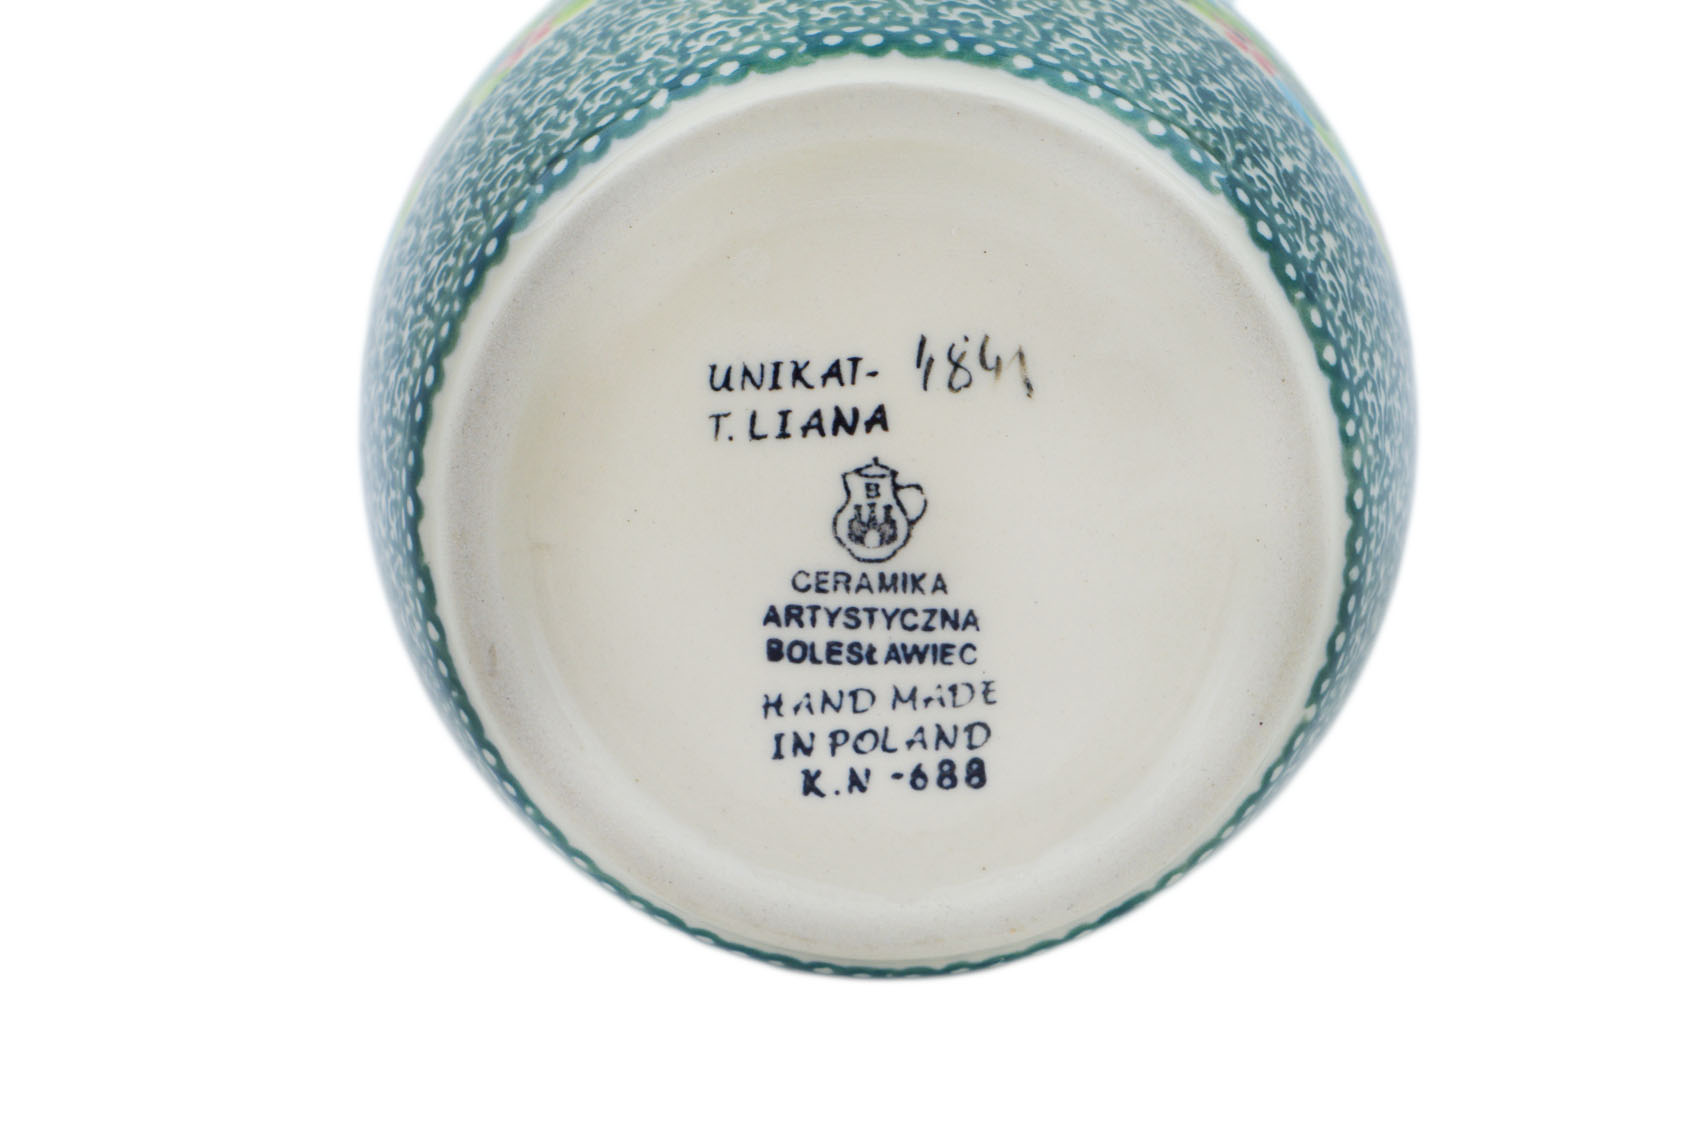 UNIKAT- 4841
T. LIANA
B
CERAMIKA
ARTYSTYCZNA
BOLESŁAWIEC
HAND MADE
IN POLAND
K.N -688